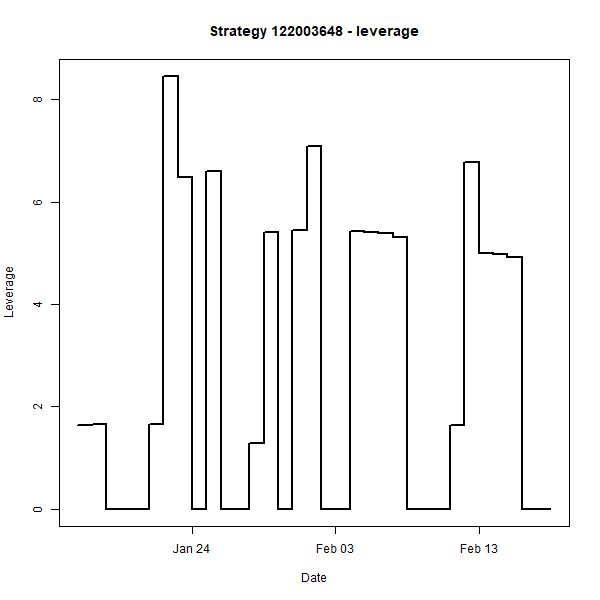 Strategy 122003648 - leverage
Leverage
8
6
4
2
0
Jan 24
Feb 03
Feb 13
Date